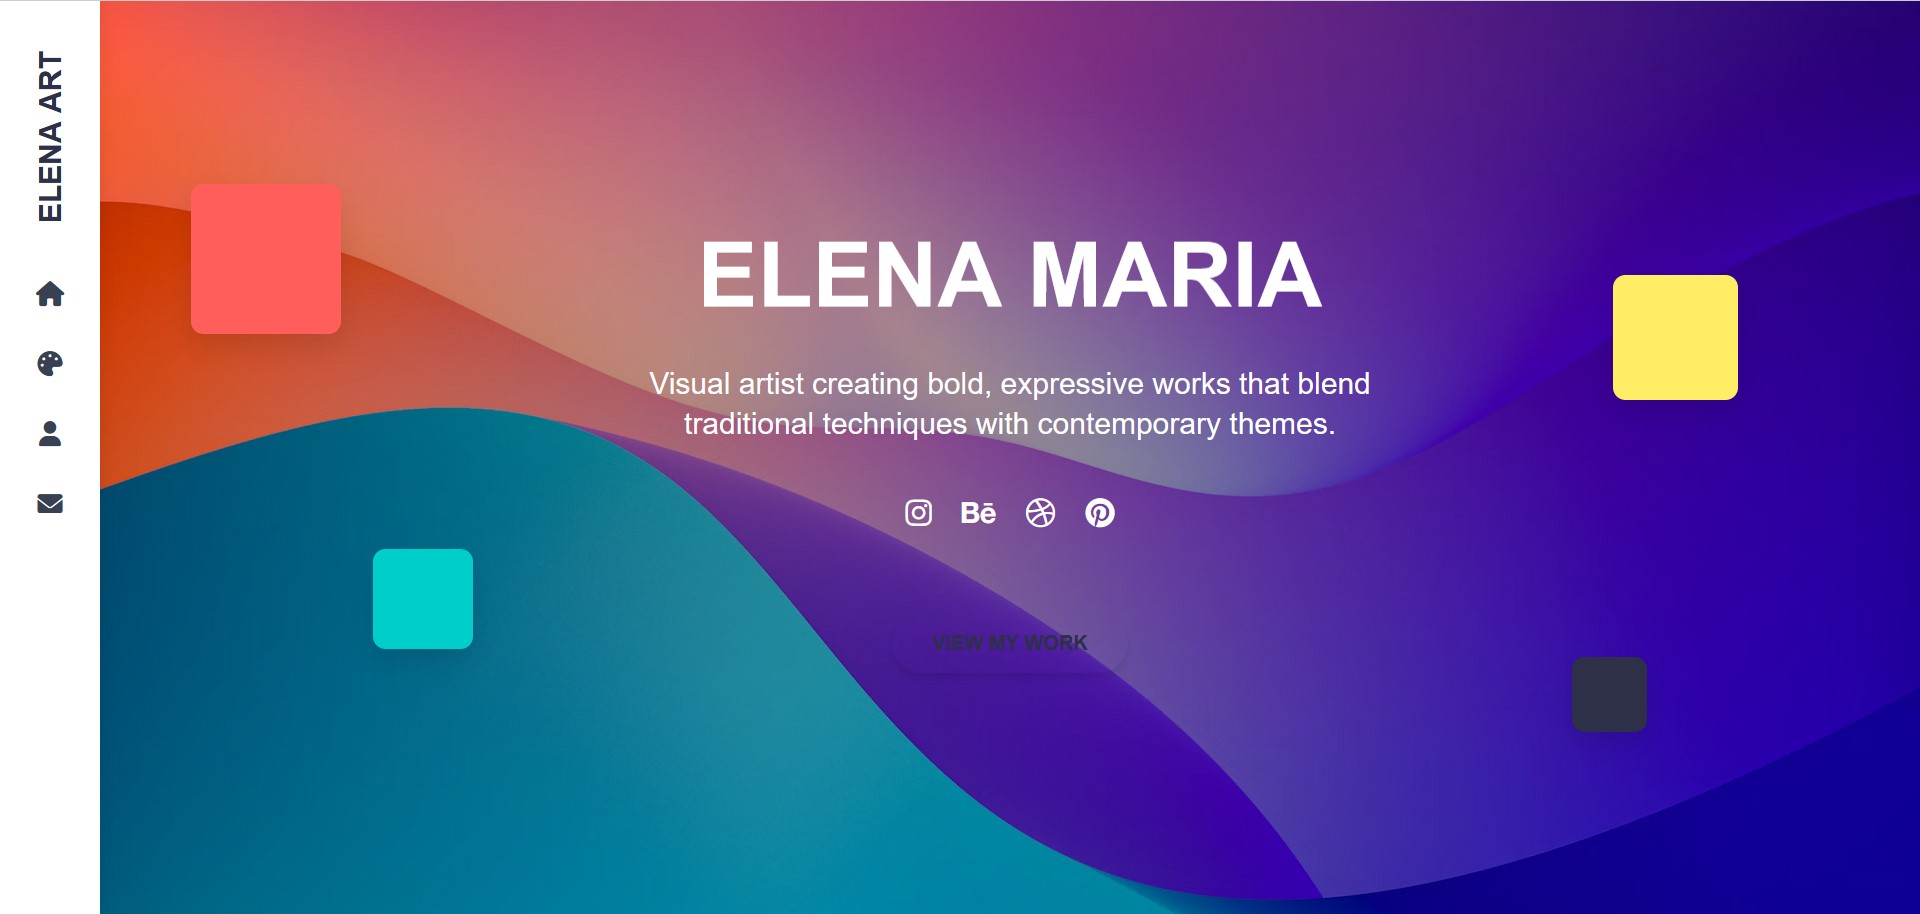 ELENA ART
ELENA MARIA
Visual artist creating bold, expressive works that blend
traditional techniques with contemporary themes.
Bē
VIEW MY WORK